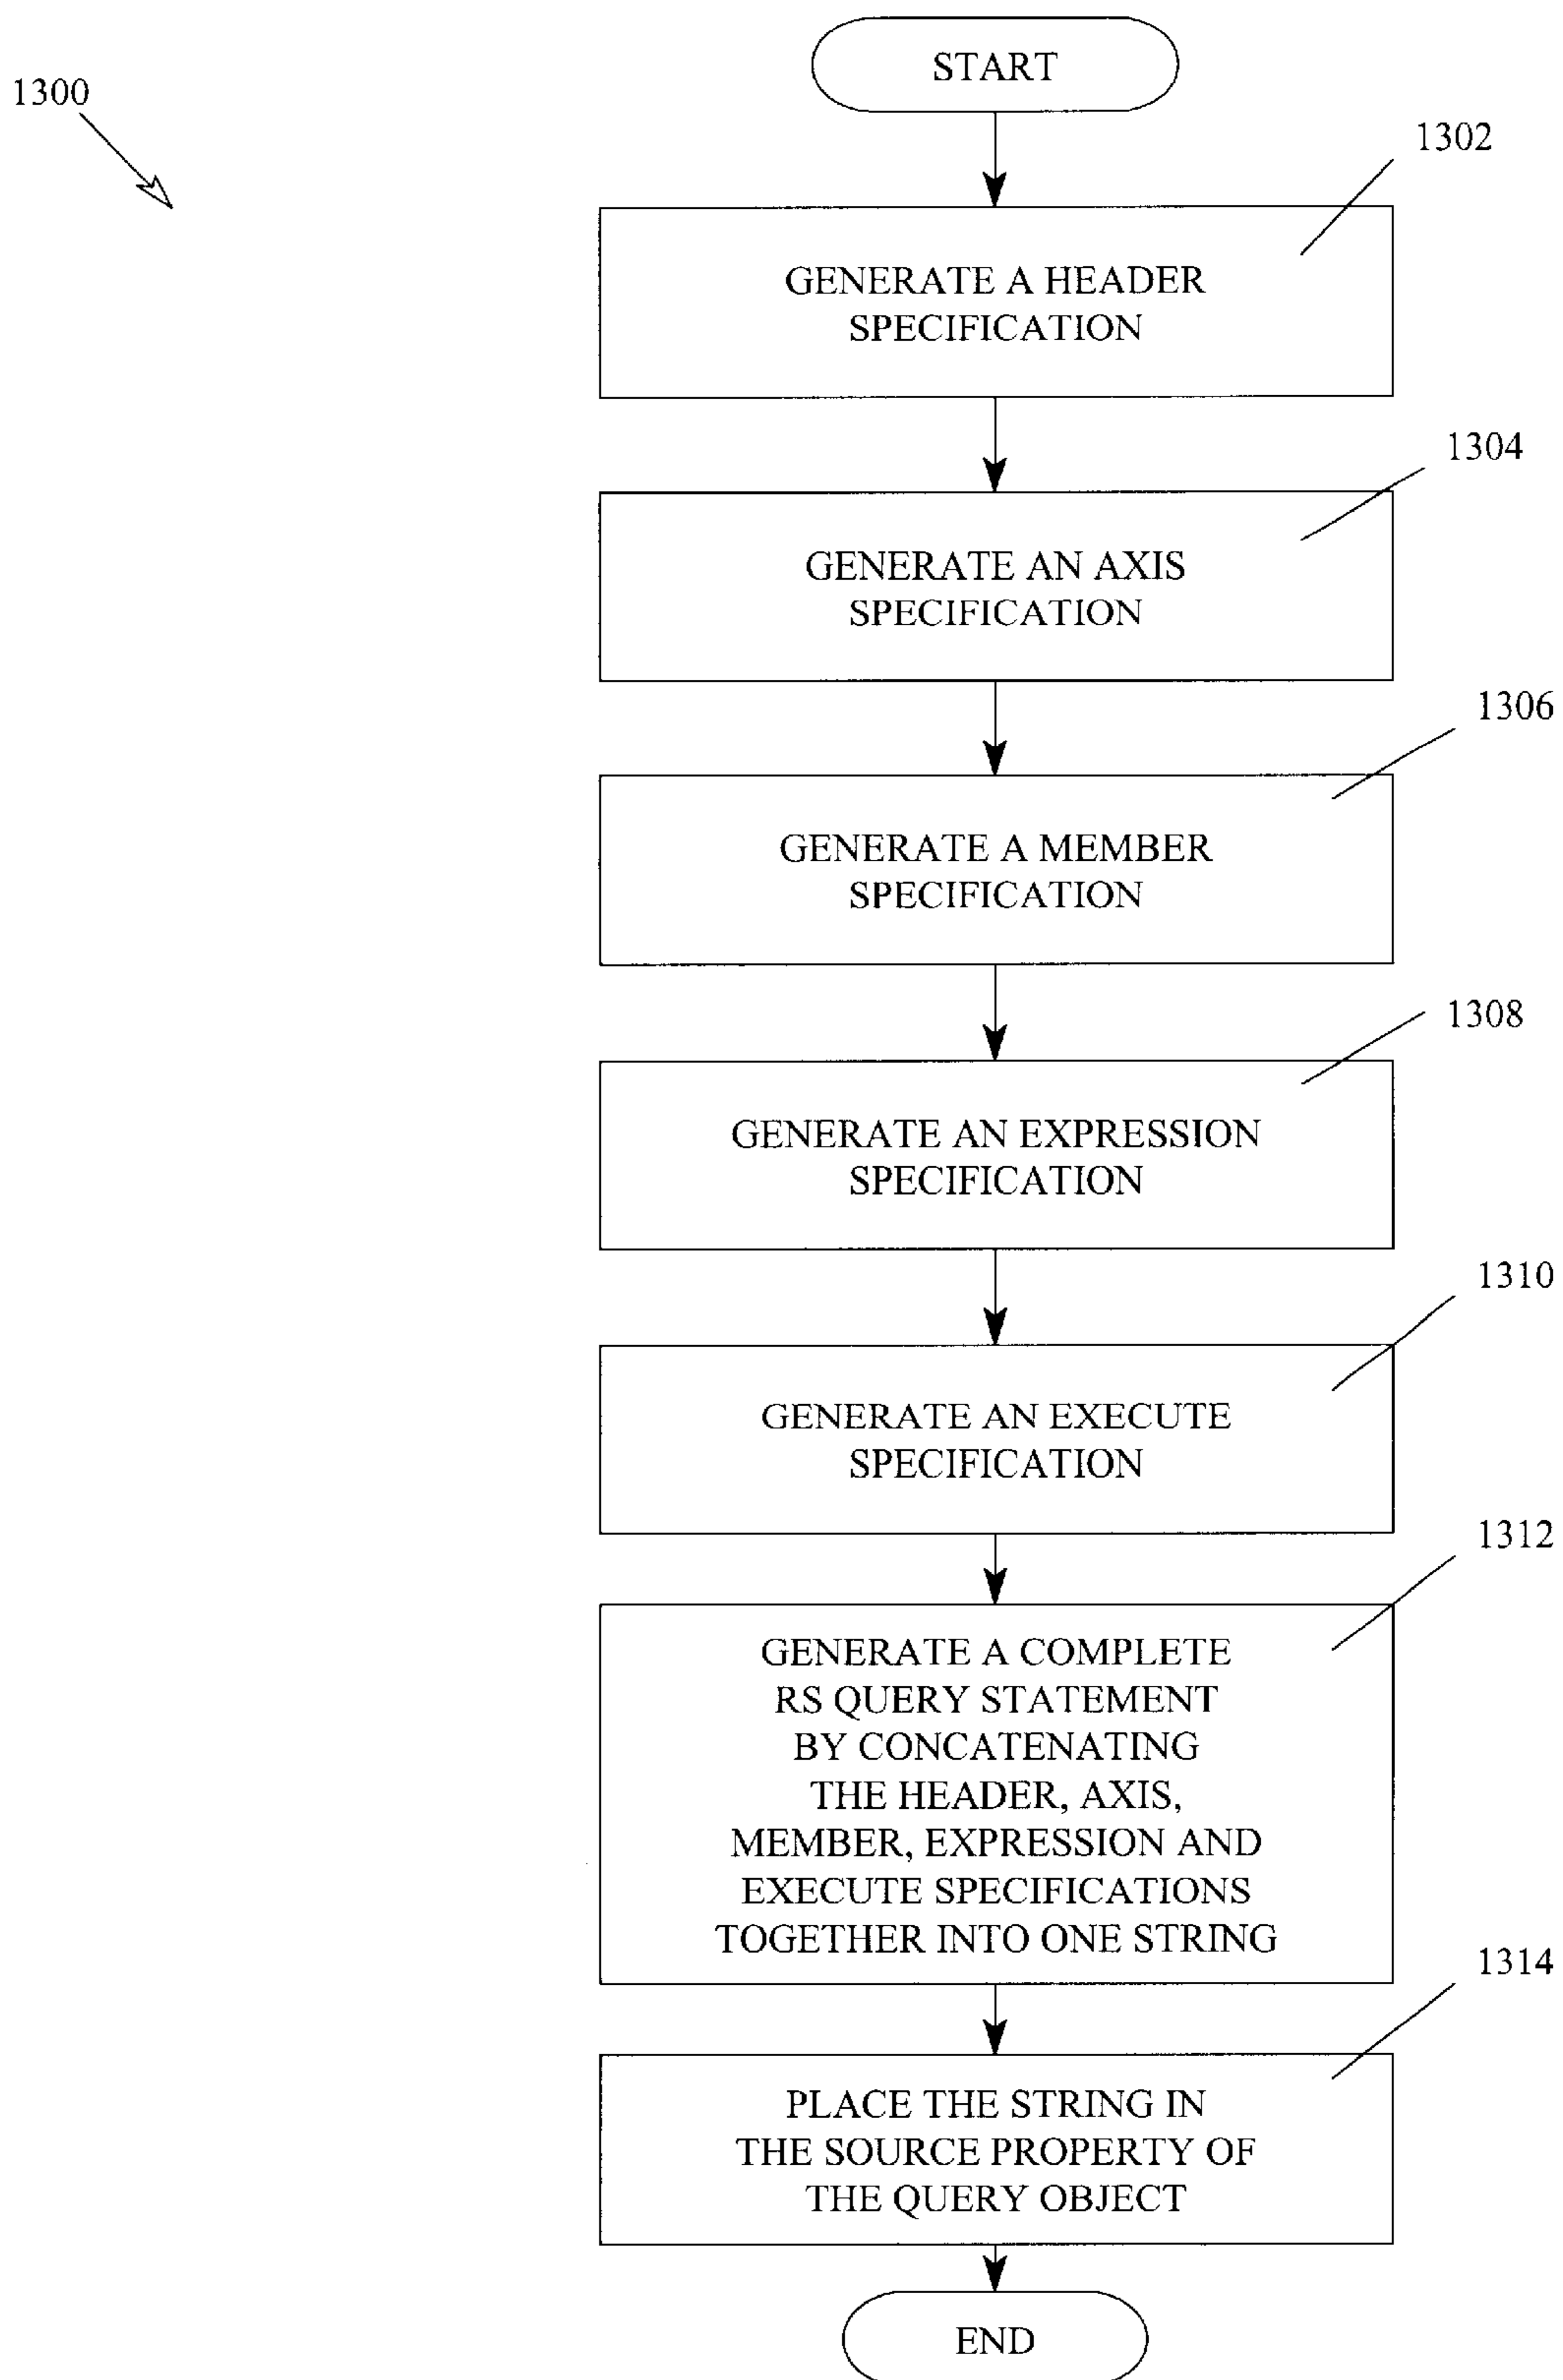 START
1300
1302
GENERATE A HEADER
SPECIFICATION
1304
GENERATE AN AXIS
SPECIFICATION
1306
GENERATE A MEMBER
SPECIFICATION
1308
GENERATE AN EXPRESSION
SPECIFICATION
1310
GENERATE AN EXECUTE
SPECIFICATION
1312
GENERATE A COMPLETE
RS QUERY STATEMENT
BY CONCATENATING
THE HEADER, AXIS,
MEMBER, EXPRESSION AND
EXECUTE SPECIFICATIONS
TOGETHER INTO ONE STRING
1314
PLACE THE STRING IN
THE SOURCE PROPERTY OF
THE QUERY OBJECT
END